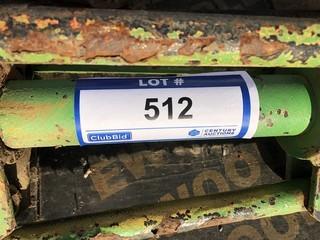 LOT #
512
ClubBid
CENTURY
AUCTIONS